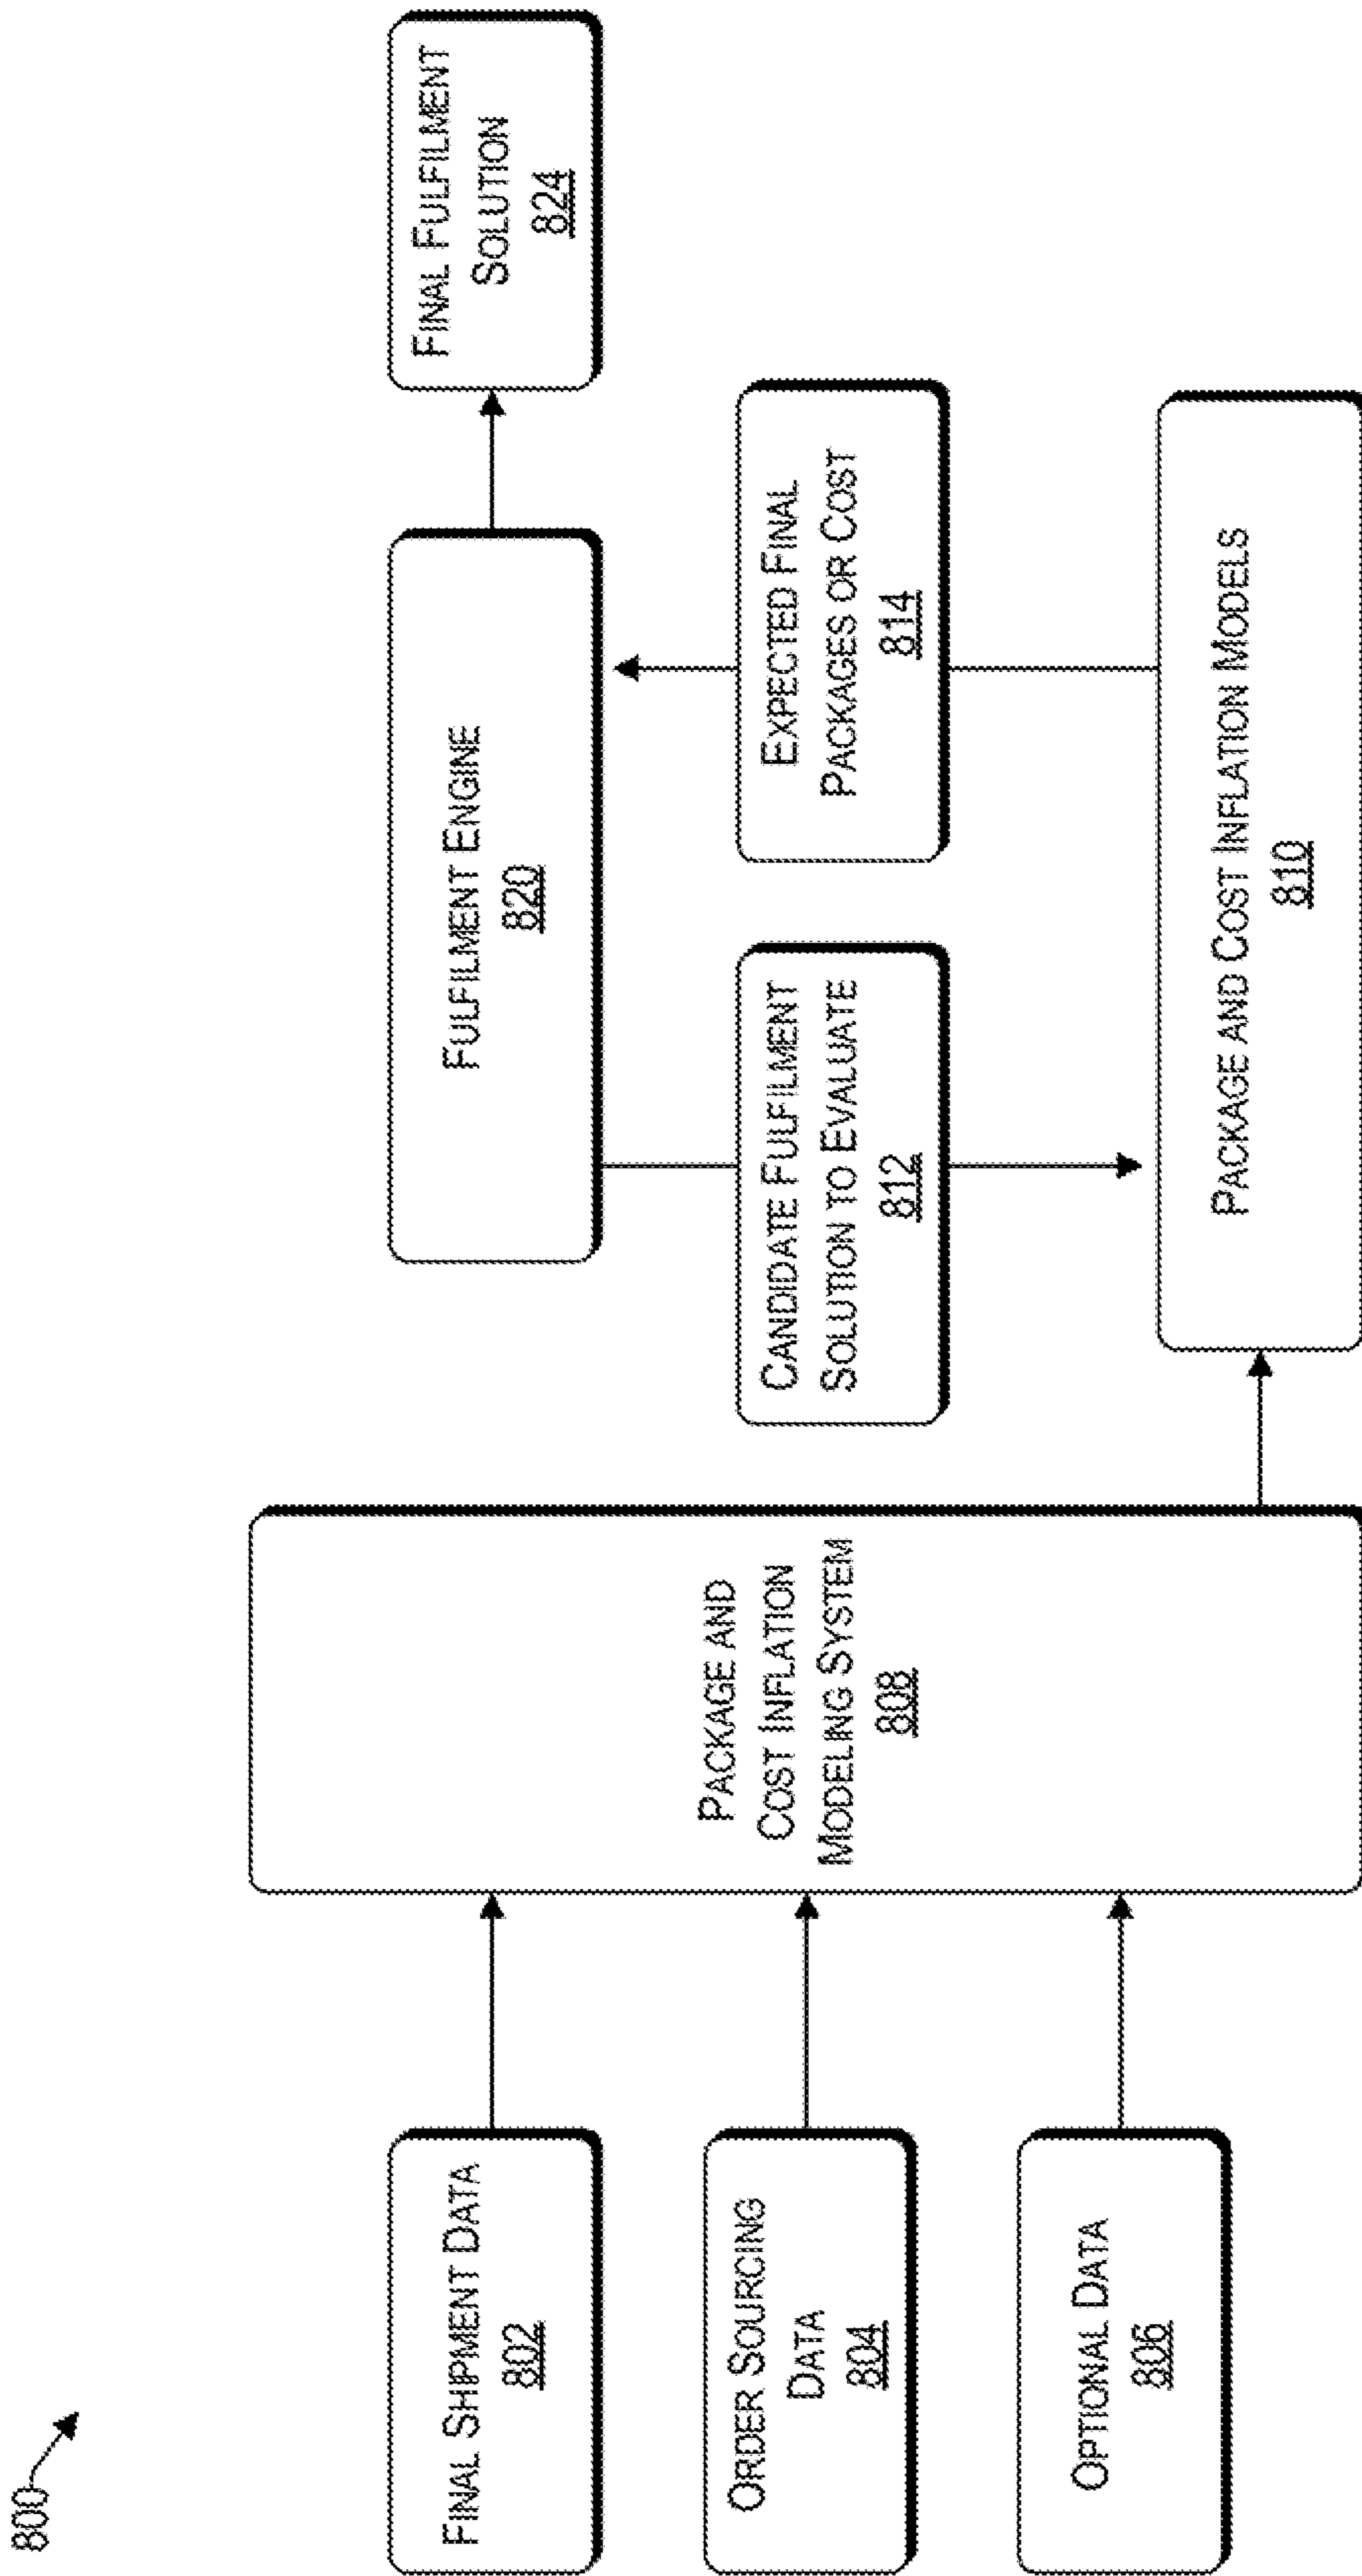 800
FINAL SHIPMENT DATA
802
ORDER SOURCING
DATA
804
OPTIONAL DATA
806
PACKAGE AND
COST INFLATION
MODELING SYSTEM
808
FULFILMENT ENGINE
820
CANDIDATE FULFILMENT
SOLUTION TO EVALUATE
812
EXPECTED FINAL
PACKAGES OR COST
814
PACKAGE AND COST INFLATION MODELS
810
FINAL FULFILMENT
SOLUTION
824